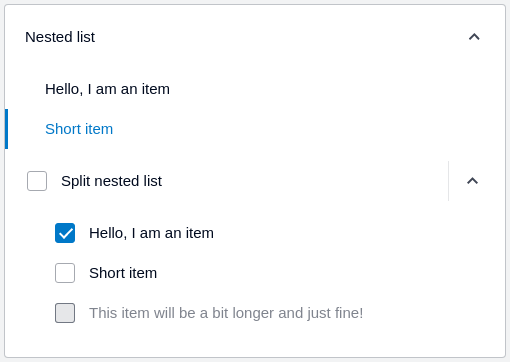 Nested list
Hello, I am an item
Short item
Split nested list
Hello, I am an item
Short item
This item will be a bit longer and just fine!